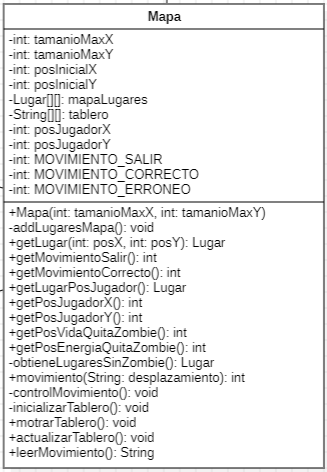 Mapa
-int: tamanioMaxX
-int: tamanioMaxY
-int: posInicialX
-int: posInicialY
-Lugar[][]: mapaLugares
-String[][]: tablero
-int: posJugadorX
-int: posJugadorY
-int: MOVIMIENTO_SALIR
-int: MOVIMIENTO_CORRECTO
-int: MOVIMIENTO_ERRONEO
+Mapa(int: tamanioMaxX, int: tamanioMaxY)
-addLugaresMapa(): void
+getLugar(int: posX, int: posY): Lugar
+getMovimientoSalir(): int
+getMovimientoCorrecto(): int
+getLugarPosJugador(): Lugar
+getPosJugadorX(): int
+getPosJugadorY(): int
+getPosVidaQuitaZombie(): int
+getPosEnergiaQuitaZombie(): int
-obtieneLugaresSinZombie(): Lugar
+movimiento(String: desplazamiento): int
-controlMovimiento(): void
-inicializarTablero(): void
+motrarTablero(): void
+actualizarTablero(): void
+leerMovimiento(): String